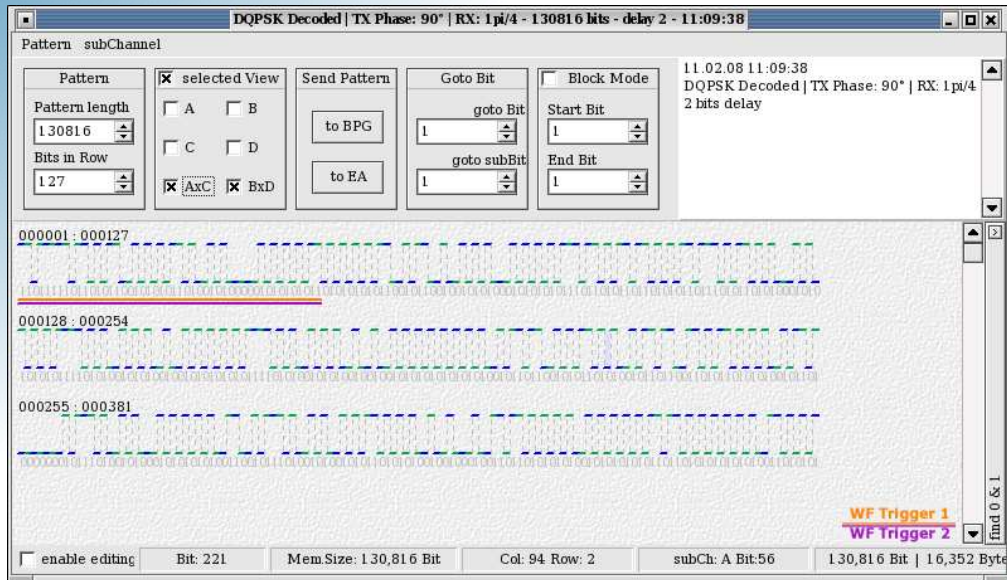 DQPSK Decoded | TX Phase: 90° | RX: 1pi/4 - 130816 bits - delay 2 - 11:09:38
Pattern subChannel
Pattern
Pattern length
130816
Bits in Row
127
selected View
A B
C D
AxC BxD
Send Pattern
to BPG
to EA
Goto Bit
goto Bit
1
goto subBit
1
Block Mode
Start Bit
1
End Bit
1
11.02.08 11:09:38
DQPSK Decoded | TX Phase: 90° | RX: 1pi/4
2 bits delay
000001 : 000127
000128 : 000254
000255 : 000381
WF Trigger 1
WF Trigger 2
find 0 & 1
enable editing Bit: 221 Mem.Size: 130,816 Bit Col: 94 Row: 2 subCh: A Bit:56 130,816 Bit | 16,352 Byte